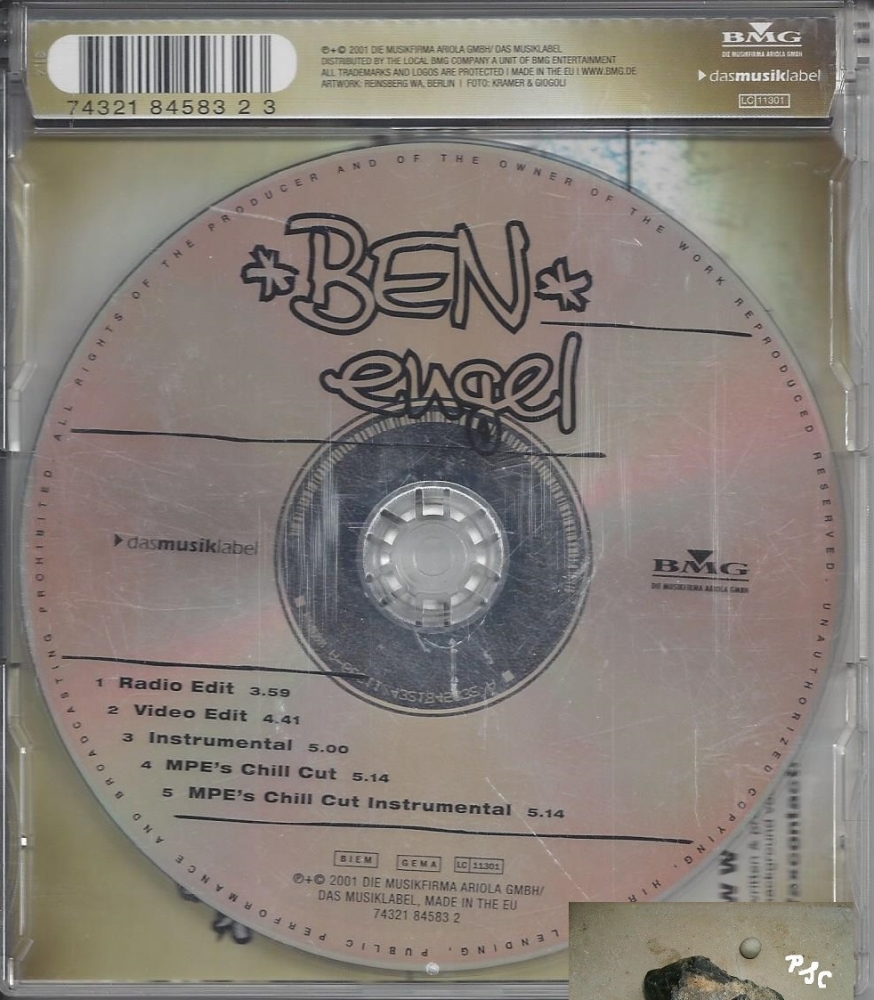 ℗+© 2001 DIE MUSIKFIRMA ARIOLA GMBH/ DAS MUSIKLABEL
DISTRIBUTED BY THE LOCAL BMG COMPANY A UNIT OF BMG ENTERTAINMENT
ALL TRADEMARKS AND LOGOS ARE PROTECTED | MADE IN THE EU | WWW.BMG.DE
ARTWORK: REINSBERG WA, BERLIN | FOTO: KRAMER & GIOGOLI
74321 84583 2 3
BMG
DIE MUSIKFIRMA ARIOLA GMBH
dasmusiklabel
LC 11301
ALL RIGHTS OF THE PRODUCER AND OF THE OWNER OF THE WORK REPRODUCED RESERVED. UNAUTHORIZED COPYING, HIR
LENDING, PUBLIC PERFORMANCE AND BROADCASTING PROHIBITED
*BEN*
engel
dasmusiklabel
BMG
DIE MUSIKFIRMA ARIOLA GMBH
1 Radio Edit 3.59
2 Video Edit 4.41
3 Instrumental 5.00
4 MPE's Chill Cut 5.14
5 MPE's Chill Cut Instrumental 5.14
BIEM GEMA LC 11301
℗+© 2001 DIE MUSIKFIRMA ARIOLA GMBH/
DAS MUSIKLABEL, MADE IN THE EU
74321 84583 2
PSC